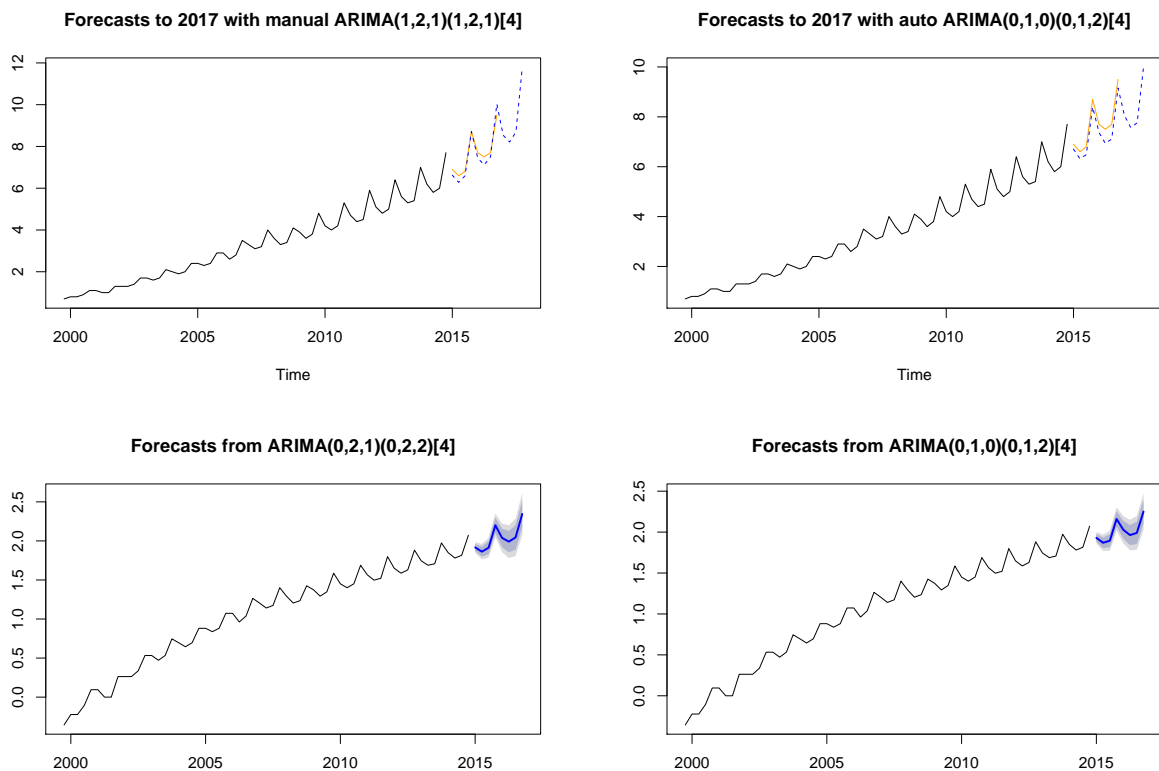 Forecasts to 2017 with manual ARIMA(1,2,1)(1,2,1)[4]
12
10
8
6
4
2
2000 2005 2010 2015
Time
Forecasts to 2017 with auto ARIMA(0,1,0)(0,1,2)[4]
10
8
6
4
2
2000 2005 2010 2015
Time
Forecasts from ARIMA(0,2,1)(0,2,2)[4]
2.5
2.0
1.5
1.0
0.5
0.0
2000 2005 2010 2015
Forecasts from ARIMA(0,1,0)(0,1,2)[4]
2.5
2.0
1.5
1.0
0.5
0.0
2000 2005 2010 2015